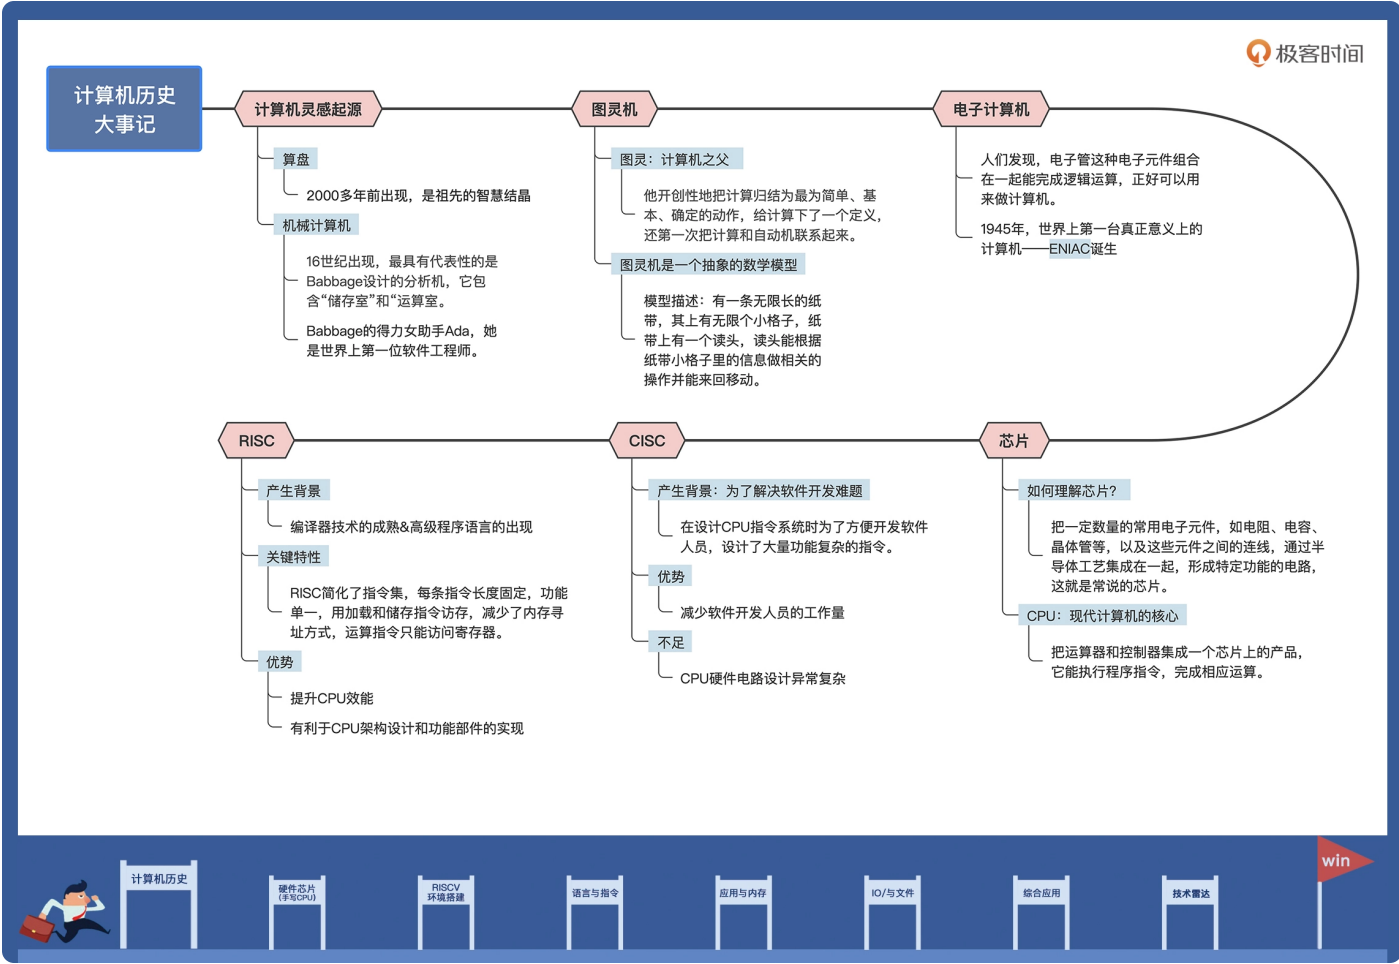 极客时间
计算机历史
大事记
计算机灵感起源
算盘
2000多年前出现，是祖先的智慧结晶
机械计算机
16世纪出现，最具有代表性的是
Babbage设计的分析机，它包
含“储存室”和“运算室。
Babbage的得力女助手Ada，她
是世界上第一位软件工程师。
图灵机
图灵：计算机之父
他开创性地把计算归结为最为简单、基
本、确定的动作，给计算下了一个定义，
还第一次把计算和自动机联系起来。
图灵机是一个抽象的数学模型
模型描述：有一条无限长的纸
带，其上有无限个小格子，纸
带上有一个读头，读头能根据
纸带小格子里的信息做相关的
操作并能来回移动。
电子计算机
人们发现，电子管这种电子元件组合
在一起能完成逻辑运算，正好可以用
来做计算机。
1945年，世界上第一台真正意义上的
计算机——ENIAC诞生
RISC
产生背景
编译器技术的成熟&高级程序语言的出现
关键特性
RISC简化了指令集，每条指令长度固定，功能
单一，用加载和储存指令访存，减少了内存寻
址方式，运算指令只能访问寄存器。
优势
提升CPU效能
有利于CPU架构设计和功能部件的实现
CISC
产生背景：为了解决软件开发难题
在设计CPU指令系统时为了方便开发软件
人员，设计了大量功能复杂的指令。
优势
减少软件开发人员的工作量
不足
CPU硬件电路设计异常复杂
芯片
如何理解芯片？
把一定数量的常用电子元件，如电阻、电容、
晶体管等，以及这些元件之间的连线，通过半
导体工艺集成在一起，形成特定功能的电路，
这就是常说的芯片。
CPU：现代计算机的核心
把运算器和控制器集成一个芯片上的产品，
它能执行程序指令，完成相应运算。
计算机历史
硬件芯片
(手写CPU)
RISCV
环境搭建
语言与指令
应用与内存
IO/与文件
综合应用
技术雷达
win